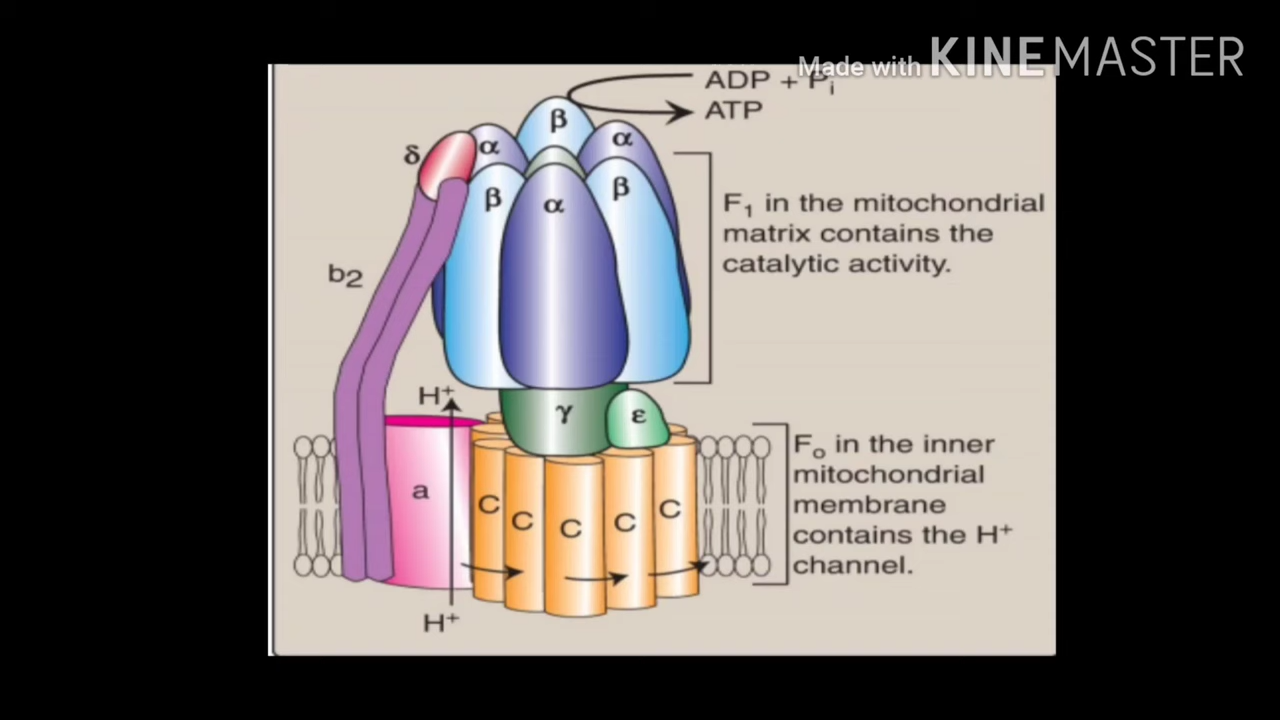 Made with KINEMASTER
ADP + Pi
ATP
β
α
α
δ
β
β
α
F1 in the mitochondrial
matrix contains the
catalytic activity.
b2
H+
γ
ε
Fo in the inner
mitochondrial
membrane
contains the H+
channel.
a
C
C
C
C
C
H+